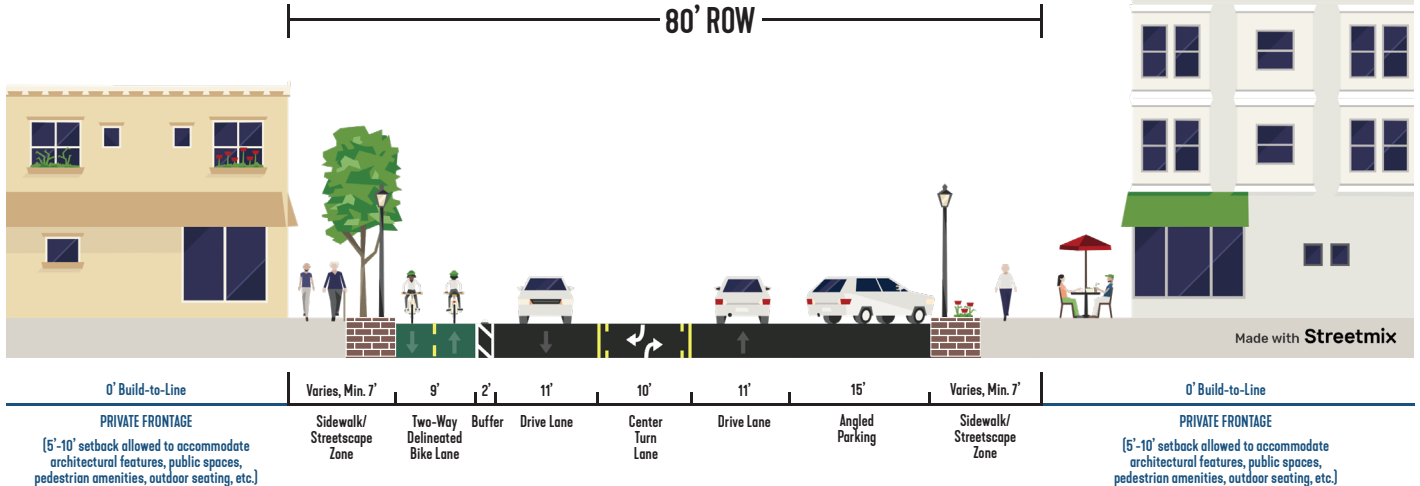 80' ROW
Made with Streetmix
0' Build-to-Line
Varies, Min. 7'
9'
2'
11'
10'
11'
15'
Varies, Min. 7'
0' Build-to-Line
PRIVATE FRONTAGE
(5'-10' setback allowed to accommodate
architectural features, public spaces,
pedestrian amenities, outdoor seating, etc.)
Sidewalk/
Streetscape
Zone
Two-Way
Delineated
Bike Lane
Buffer
Drive Lane
Center
Turn
Lane
Drive Lane
Angled
Parking
Sidewalk/
Streetscape
Zone
PRIVATE FRONTAGE
(5'-10' setback allowed to accommodate
architectural features, public spaces,
pedestrian amenities, outdoor seating, etc.)